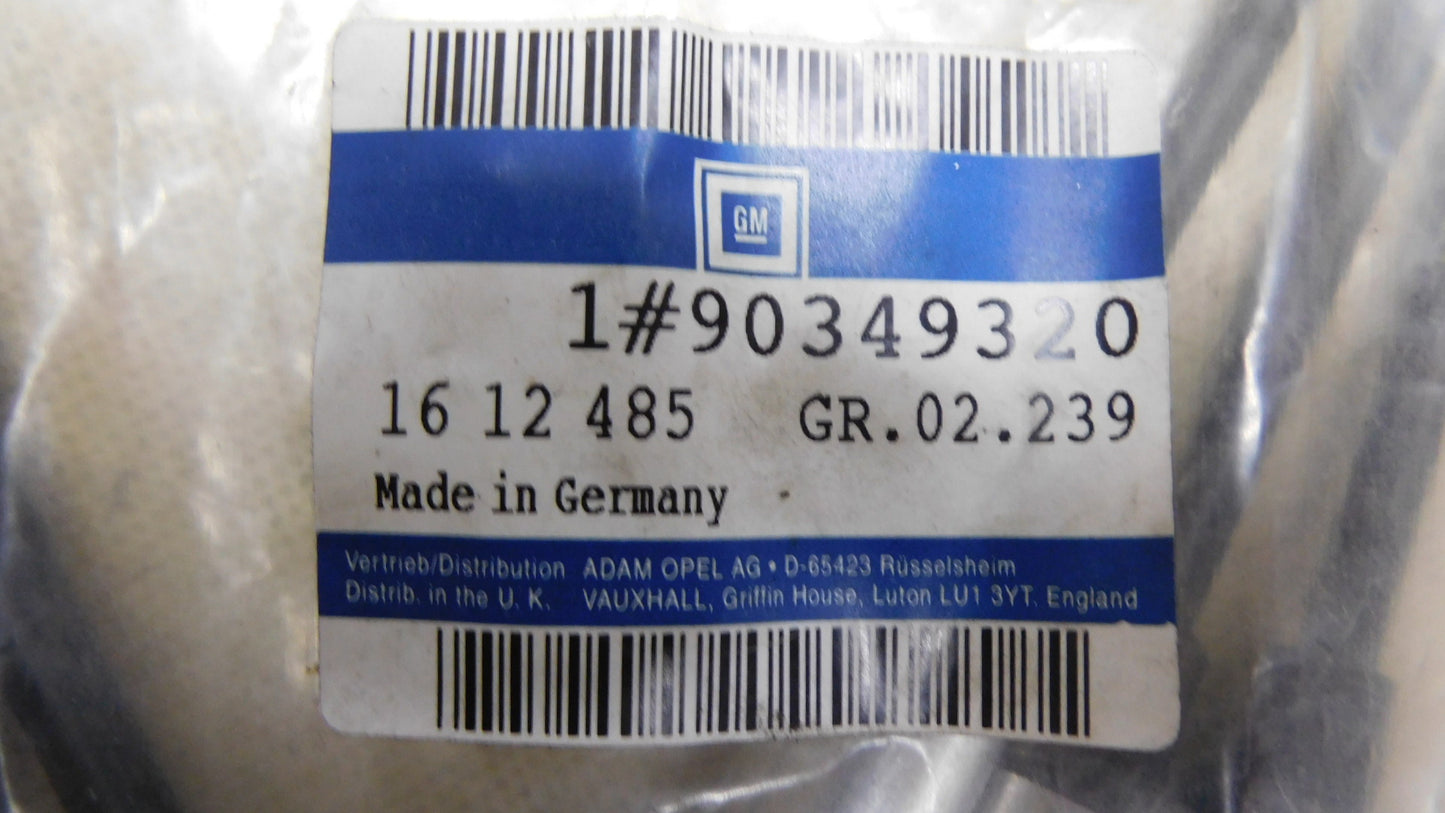 GM
1#90349320
16 12 485 GR.02.239
Made in Germany
Vertrieb/Distribution ADAM OPEL AG • D-65423 Rüsselsheim
Distrib. in the U. K. VAUXHALL, Griffin House, Luton LU1 3YT. England